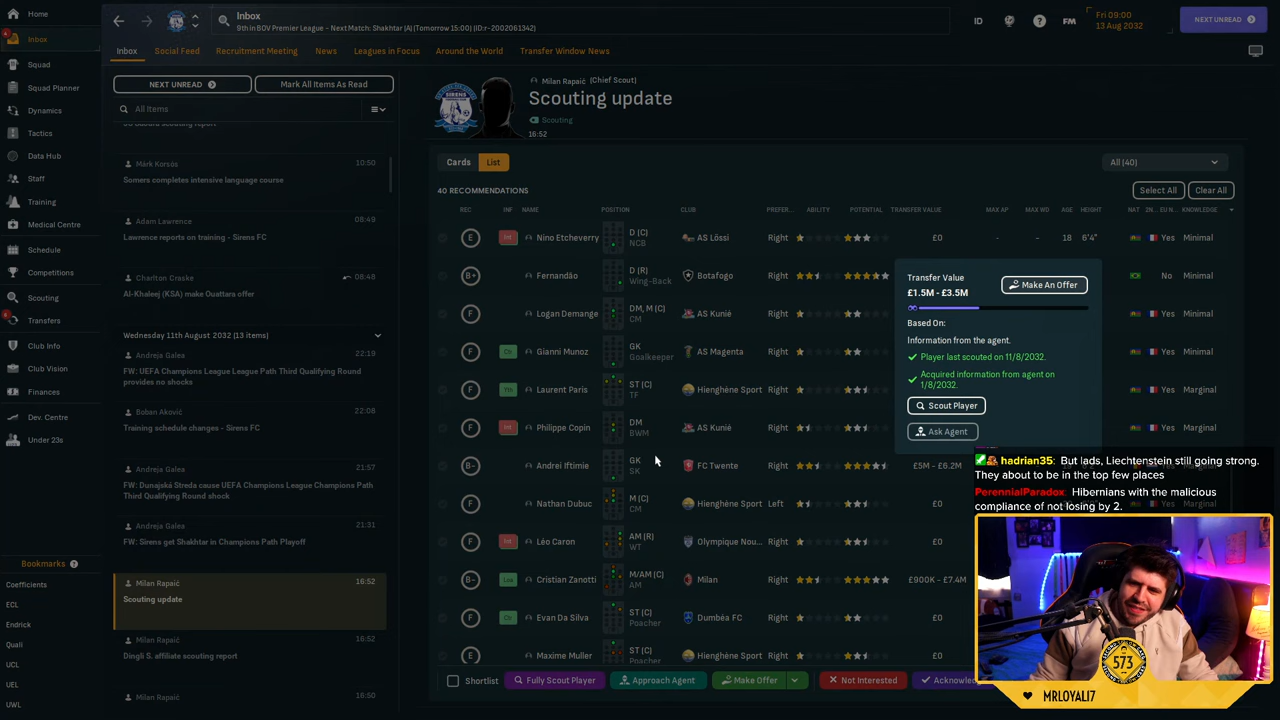 Home
Inbox
Squad
Squad Planner
Dynamics
Tactics
Data Hub
Staff
Training
Medical Centre
Schedule
Competitions
Scouting
Transfers
Club Info
Club Vision
Finances
Dev. Centre
Under 23s
Bookmarks
Coefficients
ECL
Endrick
Quali
UCL
UEL
UWL
Inbox
9th in BOV Premier League - Next Match: Shakhtar (A) (Tomorrow 15:00) (ID:r-2002061342)
ID
FM
Fri 09:00
13 Aug 2032
NEXT UNREAD
Inbox Social Feed Recruitment Meeting News Leagues in Focus Around the World Transfer Window News
NEXT UNREAD Mark All Items As Read
All Items
Márk Korsós 10:50
Somers completes intensive language course
Adam Lawrence 08:49
Lawrence reports on training - Sirens FC
Charlton Craske 08:48
Al-Khaleej (KSA) make Ouattara offer
Wednesday 11th August 2032 (13 items)
Andreja Galea 22:19
FW: UEFA Champions League League Path Third Qualifying Round
provides no shocks
Boban Aković 22:08
Training schedule changes - Sirens FC
Andreja Galea 21:57
FW: Dunajská Streda cause UEFA Champions League Champions Path
Third Qualifying Round shock
Andreja Galea 21:31
FW: Sirens get Shakhtar in Champions Path Playoff
Milan Rapaić 16:52
Scouting update
Milan Rapaić 16:52
Dingli S. affiliate scouting report
Milan Rapaić 16:50
Milan Rapaić (Chief Scout)
Scouting update
Scouting
16:52
SIRENS
Cards List
All (40)
40 RECOMMENDATIONS
Select All Clear All
REC INF NAME POSITION CLUB PREFER... ABILITY POTENTIAL TRANSFER VALUE MAX AP MAX WD AGE HEIGHT NAT 2N... EU N... KNOWLEDGE
E Int Nino Etcheverry D (C) NCB AS Lössi Right £0 - - 18 6'4" Yes Minimal
B+ Fernandão D (R) Wing-Back Botafogo Right No Minimal
F Logan Demange DM, M (C) CM AS Kunié Right Yes Minimal
F Gianni Munoz GK Goalkeeper AS Magenta Right Yes Minimal
F Laurent Paris ST (C) TF Hienghène Sport Right Yes Marginal
F Int Philippe Copin DM BWM AS Kunié Right Yes Marginal
B- Andrei Iftimie GK SK FC Twente Right £5M - £6.2M
F Nathan Dubuc M (C) CM Hienghène Sport Left £0
F Int Léo Caron AM (R) WT Olympique Nou... Right £0
B+ Cristian Zanotti M/AM (C) AM Milan Right £900K - £7.4M
F Evan Da Silva ST (C) Poacher Dumbéa FC Right £0
F Maxime Muller ST (C) Poacher Hienghène Sport Right £0
Transfer Value
£1.5M - £3.5M
Make An Offer
Based On:
Information from the agent.
Player last scouted on 11/8/2032.
Acquired information from agent on
1/8/2032.
Scout Player
Ask Agent
Shortlist Fully Scout Player Approach Agent Make Offer Not Interested
hadrian35: But lads, Liechtenstein still going strong.
They about to be in the top few places
PerennialParadox: Hibernians with the malicious
compliance of not losing by 2.
573
MRLOYAL17